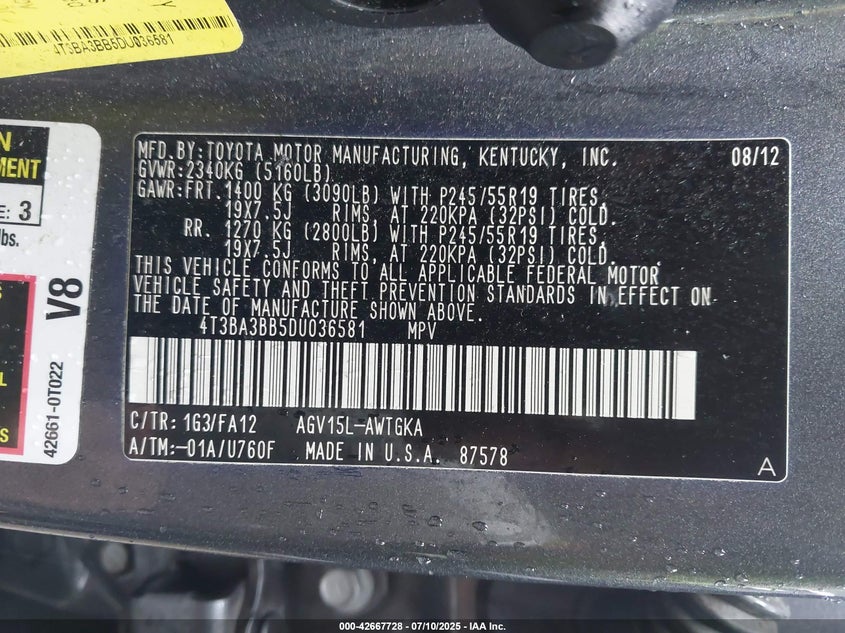 4T3BA3BB5DU036581
MENT
E: 3
lbs.
V8
42661-0T022
MFD.BY:TOYOTA MOTOR MANUFACTURING, KENTUCKY, INC. 08/12
GVWR:2340KG (5160LB)
GAWR:FRT.1400 KG (3090LB) WITH P245/55R19 TIRES,
19X7.5J RIMS, AT 220KPA (32PSI) COLD.
RR. 1270 KG (2800LB) WITH P245/55R19 TIRES,
19X7.5J RIMS, AT 220KPA (32PSI) COLD.
THIS VEHICLE CONFORMS TO ALL APPLICABLE FEDERAL MOTOR
VEHICLE SAFETY AND THEFT PREVENTION STANDARDS IN EFFECT ON
THE DATE OF MANUFACTURE SHOWN ABOVE.
4T3BA3BB5DU036581 MPV
C/TR: 1G3/FA12 AGV15L-AWTGKA
A/TM:-01A/U760F MADE IN U.S.A. 87578
A
000-42667728 - 07/10/2025 - IAA Inc.